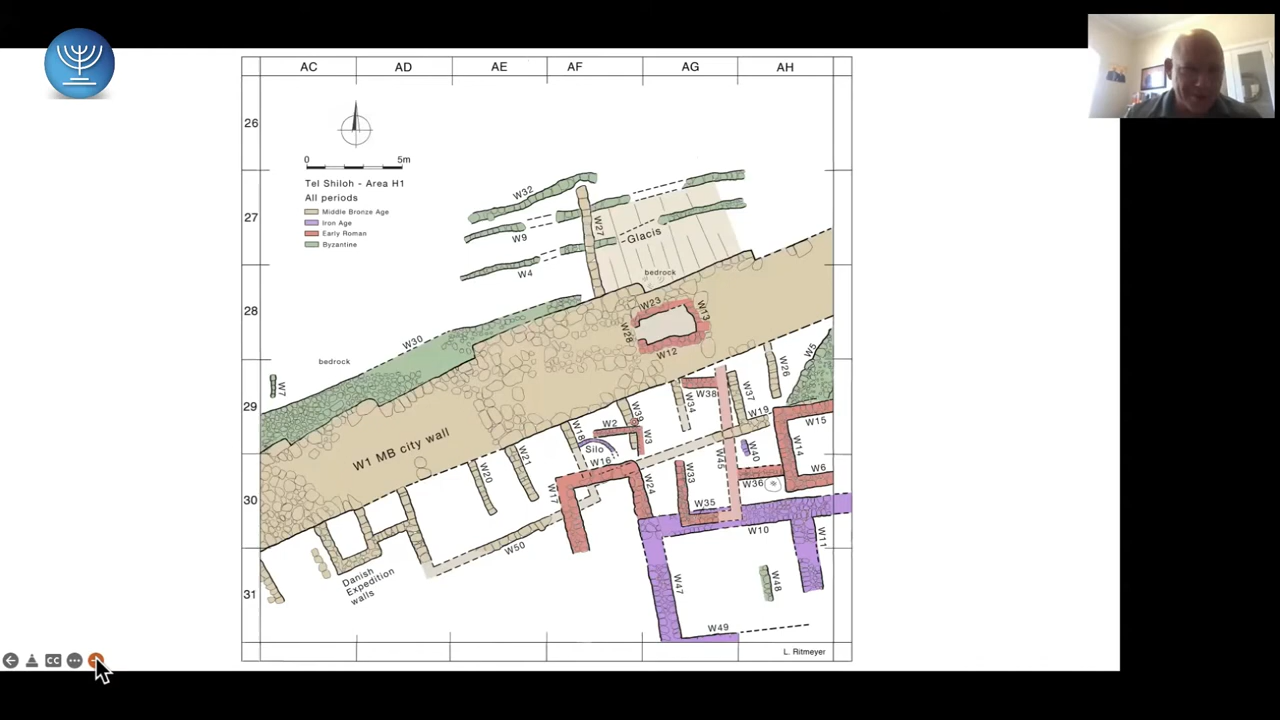 AC AD AE AF AG AH
26
0 5m
Tel Shiloh - Area H1
All periods
Middle Bronze Age
Iron Age
Early Roman
Byzantine
27
W32
W9
W27
W4
Glacis
bedrock
28
W23
W13
W28
W12
W30
bedrock
W5
W26
W7
29
W34
W38
W37
W19
W39
W2
W18
W3
W15
W1 MB city wall
Silo
W16
W40
W14
W45
W21
W20
W33
W6
W36
30
W17
W24
W35
W10
W11
W50
Danish
Expedition
walls
31
W47
W48
W49
L. Ritmeyer
CC